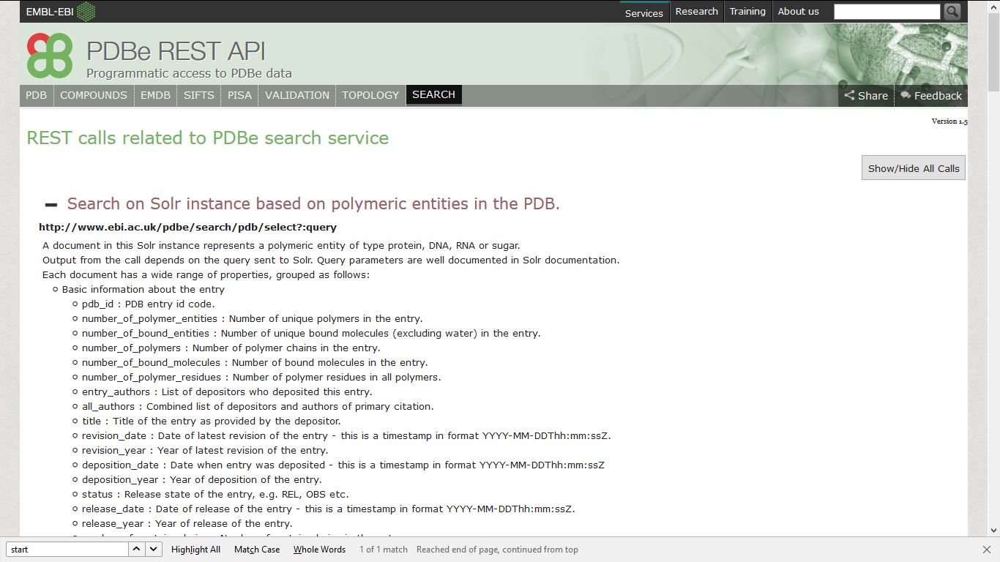 EMBL-EBI
Services Research Training About us
PDBe REST API
Programmatic access to PDBe data
PDB COMPOUNDS EMDB SIFTS PISA VALIDATION TOPOLOGY SEARCH Share Feedback
Version 1.5
REST calls related to PDBe search service
Show/Hide All Calls
Search on Solr instance based on polymeric entities in the PDB.
http://www.ebi.ac.uk/pdbe/search/pdb/select?:query
A document in this Solr instance represents a polymeric entity of type protein, DNA, RNA or sugar.
Output from the call depends on the query sent to Solr. Query parameters are well documented in Solr documentation.
Each document has a wide range of properties, grouped as follows:
Basic information about the entry
pdb_id : PDB entry id code.
number_of_polymer_entities : Number of unique polymers in the entry.
number_of_bound_entities : Number of unique bound molecules (excluding water) in the entry.
number_of_polymers : Number of polymer chains in the entry.
number_of_bound_molecules : Number of bound molecules in the entry.
number_of_polymer_residues : Number of polymer residues in all polymers.
entry_authors : List of depositors who deposited this entry.
all_authors : Combined list of depositors and authors of primary citation.
title : Title of the entry as provided by the depositor.
revision_date : Date of latest revision of the entry - this is a timestamp in format YYYY-MM-DDThh:mm:ssZ.
revision_year : Year of latest revision of the entry.
deposition_date : Date when entry was deposited - this is a timestamp in format YYYY-MM-DDThh:mm:ssZ
deposition_year : Year of deposition of the entry.
status : Release state of the entry, e.g. REL, OBS etc.
release_date : Date of release of the entry - this is a timestamp in format YYYY-MM-DDThh:mm:ssZ.
release_year : Year of release of the entry.
start Highlight All Match Case Whole Words 1 of 1 match Reached end of page, continued from top